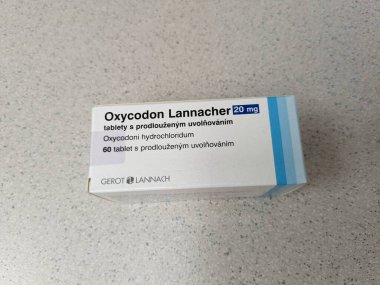 Oxycodon Lannacher 20 mg
tablety s prodlouženým uvolňováním
Oxycodoni hydrochloridum
60 tablet s prodlouženým uvolňováním
GEROT LANNACH